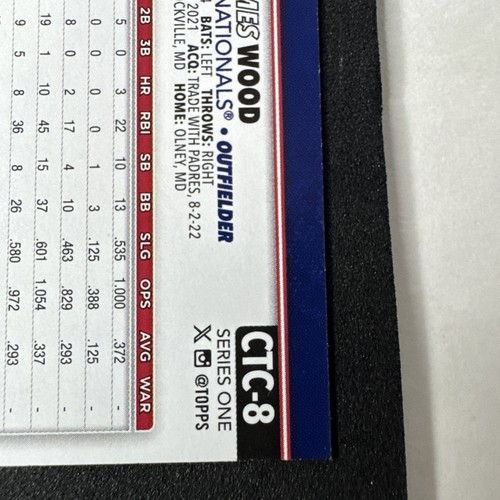 MES WOOD
CTC-8
NATIONALS® • OUTFIELDER
SERIES ONE
BATS: LEFT THROWS: RIGHT
@TOPPS
2021 ACQ: TRADE WITH PADRES, 8-2-22
CKVILLE, MD HOME: OLNEY, MD
2B 3B HR RBI SB BB SLG OPS AVG WAR
5 0 3 22 10 13 .535 1.000 .372 -
0 0 0 0 1 3 .125 .388 .125 -
8 0 2 17 4 10 .463 .829 .293 -
19 1 10 45 15 37 .601 1.054 .337 -
9 5 8 36 8 26 .580 .972 .293 -